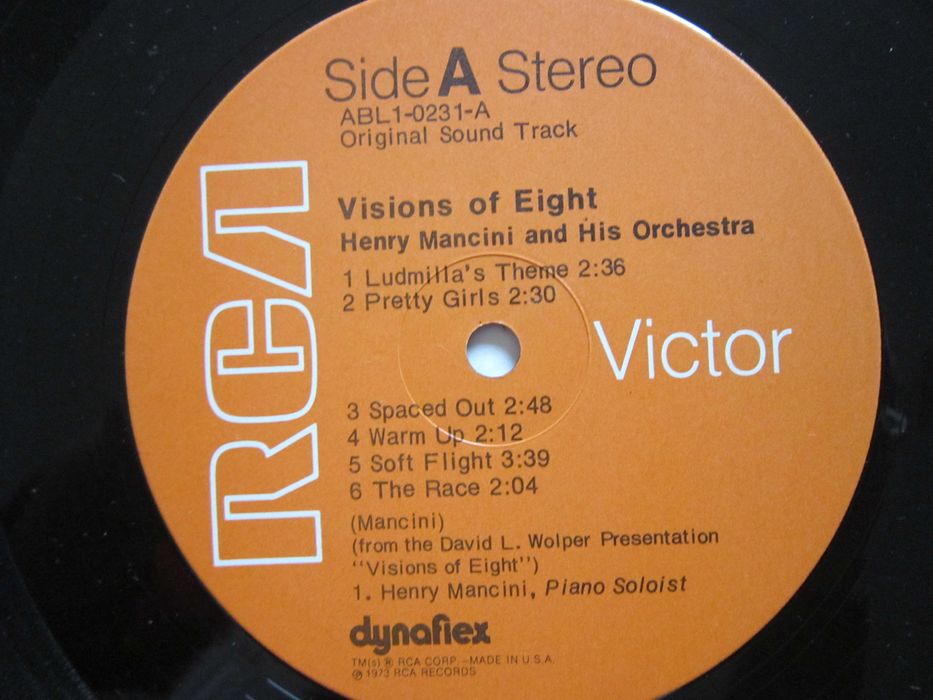 Side A Stereo
ABL1-0231-A
Original Sound Track
Visions of Eight
Henry Mancini and His Orchestra
1 Ludmilla's Theme 2:36
2 Pretty Girls 2:30
RCA
Victor
3 Spaced Out 2:48
4 Warm Up 2:12
5 Soft Flight 3:39
6 The Race 2:04
(Mancini)
(from the David L. Wolper Presentation
"Visions of Eight")
1. Henry Mancini, Piano Soloist
dynaflex
TM(s) ® RCA CORP.–MADE IN U.S.A.
℗ 1973 RCA RECORDS